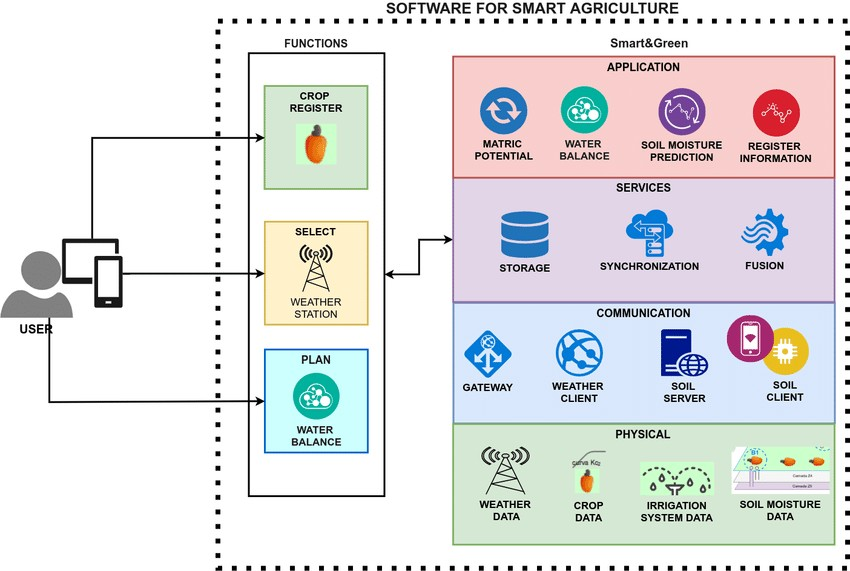 SOFTWARE FOR SMART AGRICULTURE
FUNCTIONS
CROP
REGISTER
SELECT
WEATHER
STATION
PLAN
WATER
BALANCE
USER
Smart&Green
APPLICATION
MATRIC
POTENTIAL
WATER
BALANCE
SOIL MOISTURE
PREDICTION
REGISTER
INFORMATION
SERVICES
STORAGE
SYNCHRONIZATION
FUSION
COMMUNICATION
GATEWAY
WEATHER
CLIENT
SOIL
SERVER
SOIL
CLIENT
PHYSICAL
WEATHER
DATA
CROP
DATA
IRRIGATION
SYSTEM DATA
B1
SOIL MOISTURE
DATA